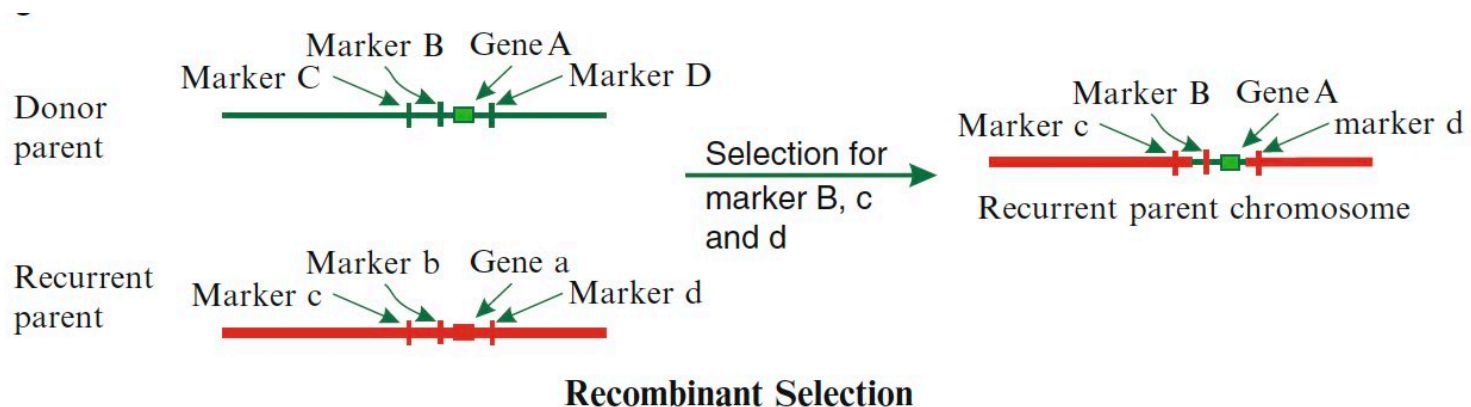 Marker B Gene A
Marker C
Marker D
Donor
parent
Selection for
marker B, c
and d
Marker B Gene A
Marker c
marker d
Recurrent parent chromosome
Marker b Gene a
Marker c
Marker d
Recurrent
parent
Recombinant Selection